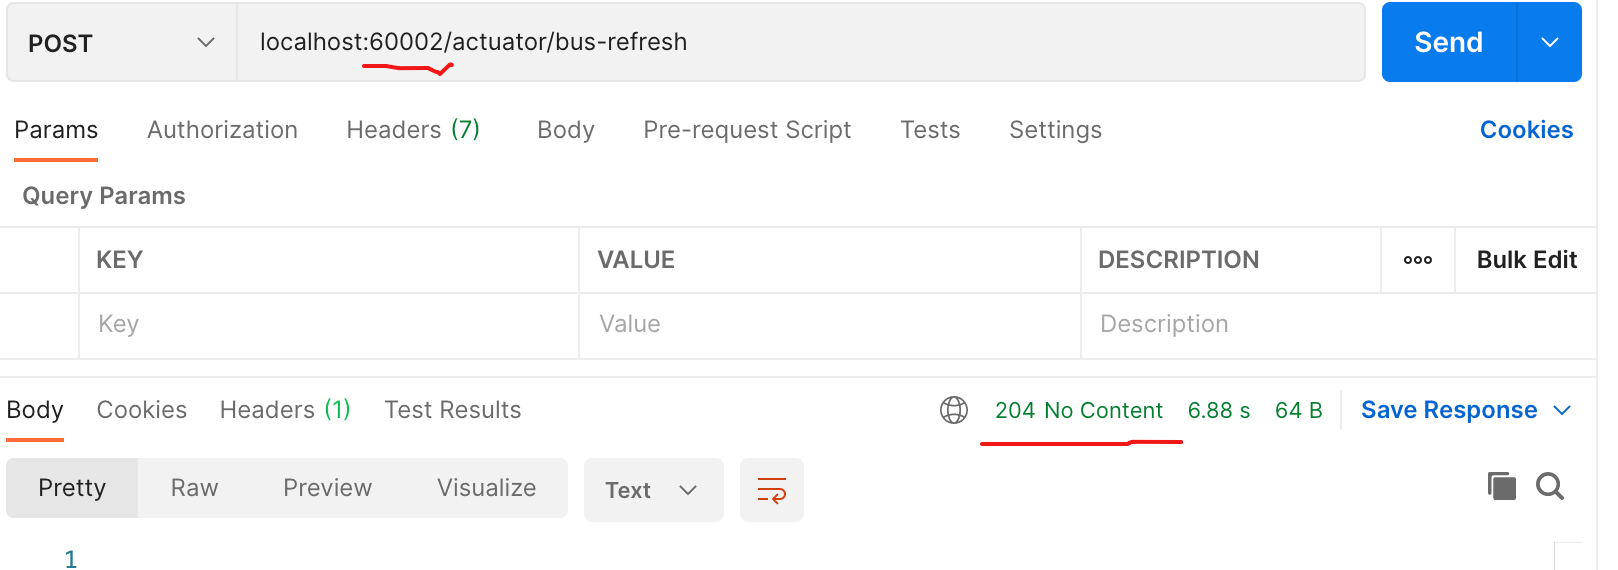 POST localhost:60002/actuator/bus-refresh Send
Params Authorization Headers (7) Body Pre-request Script Tests Settings Cookies
Query Params
KEY VALUE DESCRIPTION ooo Bulk Edit
Key Value Description
Body Cookies Headers (1) Test Results 204 No Content 6.88 s 64 B Save Response
Pretty Raw Preview Visualize Text
1